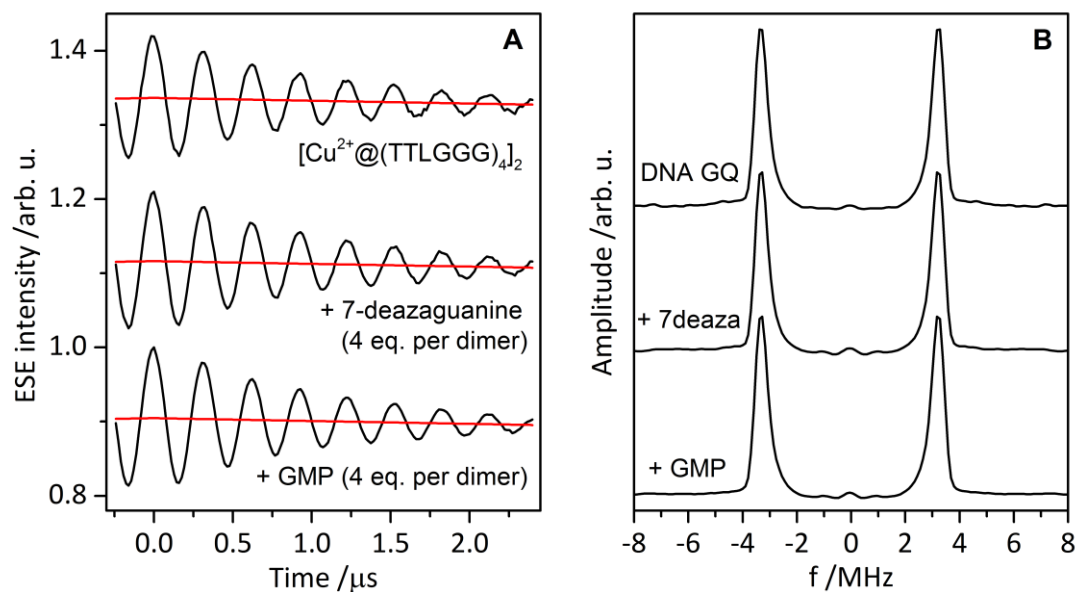 A
1.4
1.2
1.0
0.8
ESE intensity /arb. u.
[Cu²⁺@(TTLGGG)₄]₂
+ 7-deazaguanine
(4 eq. per dimer)
+ GMP (4 eq. per dimer)
0.0 0.5 1.0 1.5 2.0
Time /μs
B
Amplitude /arb. u.
DNA GQ
+ 7deaza
+ GMP
-8 -6 -4 -2 0 2 4 6 8
f /MHz